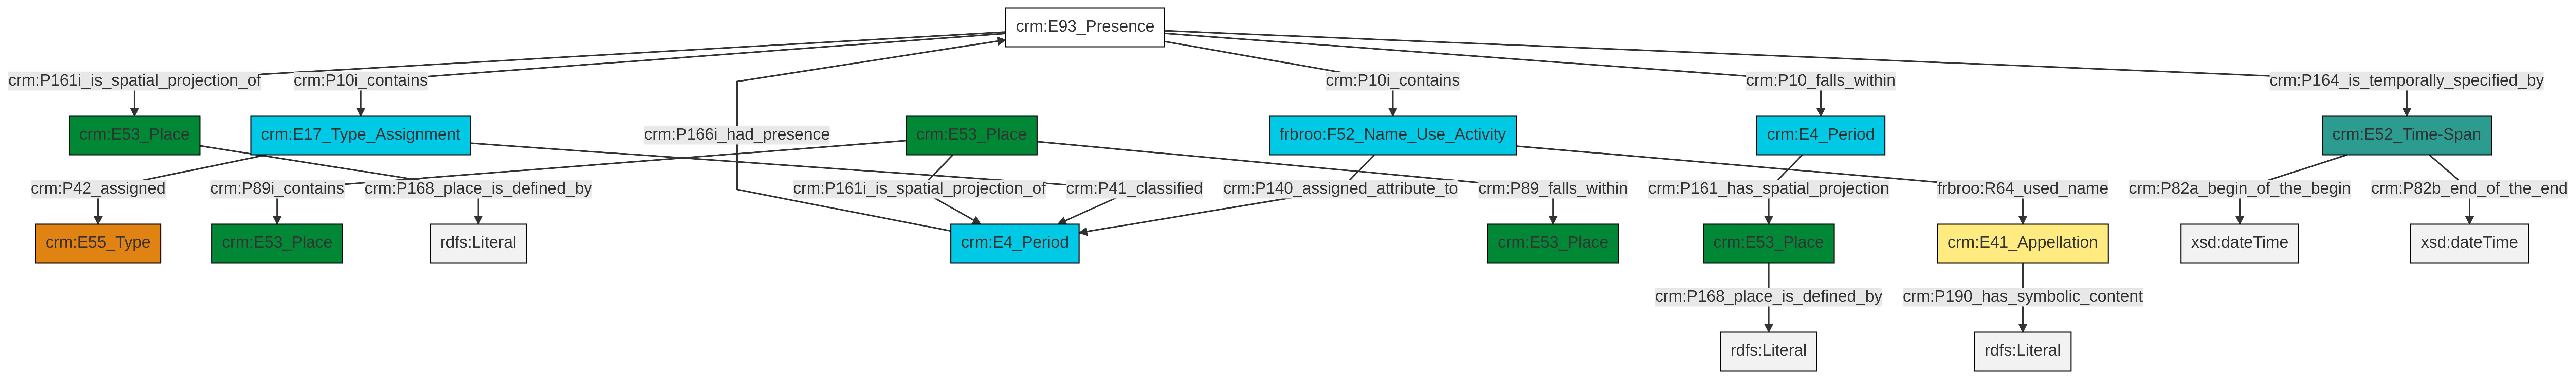 crm:E93_Presence
crm:P161i_is_spatial_projection_of
crm:P10i_contains
crm:P10i_contains
crm:P10_falls_within
crm:P164_is_temporally_specified_by
crm:E53_Place
crm:E17_Type_Assignment
crm:P166i_had_presence
crm:E53_Place
frbroo:F52_Name_Use_Activity
crm:E4_Period
crm:E52_Time-Span
crm:P42_assigned
crm:P89i_contains
crm:P168_place_is_defined_by
crm:P161i_is_spatial_projection_of
crm:P41_classified
crm:P140_assigned_attribute_to
crm:P89_falls_within
crm:P161_has_spatial_projection
frbroo:R64_used_name
crm:P82a_begin_of_the_begin
crm:P82b_end_of_the_end
crm:E55_Type
crm:E53_Place
rdfs:Literal
crm:E4_Period
crm:E53_Place
crm:E53_Place
crm:E41_Appellation
xsd:dateTime
xsd:dateTime
crm:P168_place_is_defined_by
crm:P190_has_symbolic_content
rdfs:Literal
rdfs:Literal